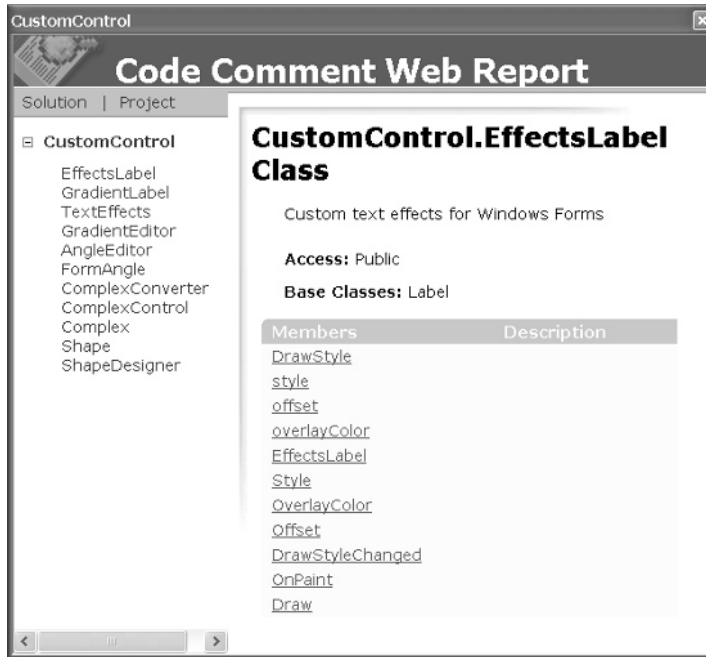 CustomControl
Code Comment Web Report
Solution | Project
CustomControl
EffectsLabel
GradientLabel
TextEffects
GradientEditor
AngleEditor
FormAngle
ComplexConverter
ComplexControl
Complex
Shape
ShapeDesigner
CustomControl.EffectsLabel
Class
Custom text effects for Windows Forms
Access: Public
Base Classes: Label
Members Description
DrawStyle
style
offset
overlayColor
EffectsLabel
Style
OverlayColor
Offset
DrawStyleChanged
OnPaint
Draw